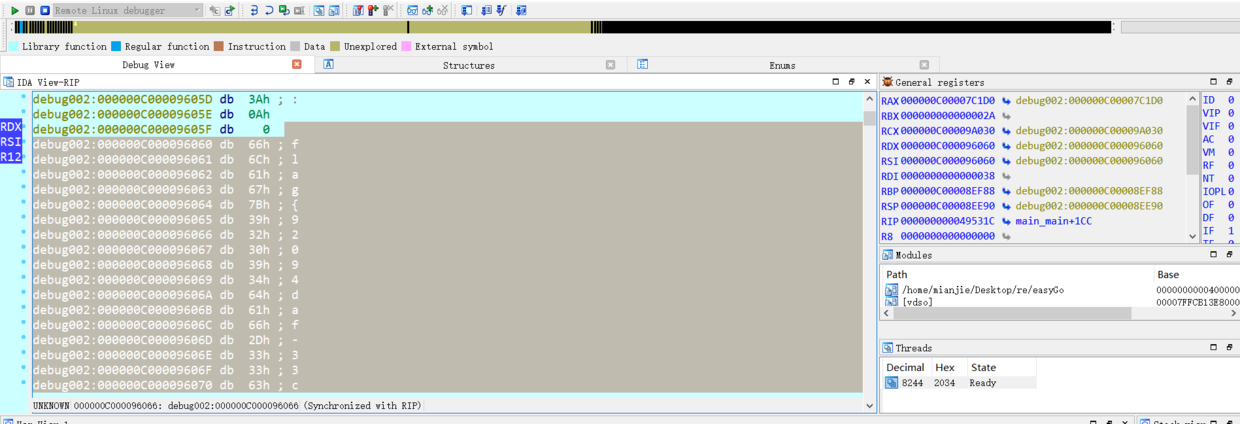 Remote Linux debugger
Library function Regular function Instruction Data Unexplored External symbol
Debug View Structures Enums
IDA View-RIP
debug002:000000C00009605D db 3Ah ; :
debug002:000000C00009605E db 0Ah
debug002:000000C00009605F db 0
debug002:000000C000096060 db 66h ; f
debug002:000000C000096061 db 6Ch ; l
debug002:000000C000096062 db 61h ; a
debug002:000000C000096063 db 67h ; g
debug002:000000C000096064 db 7Bh ; {
debug002:000000C000096065 db 39h ; 9
debug002:000000C000096066 db 32h ; 2
debug002:000000C000096067 db 30h ; 0
debug002:000000C000096068 db 39h ; 9
debug002:000000C000096069 db 34h ; 4
debug002:000000C00009606A db 64h ; d
debug002:000000C00009606B db 61h ; a
debug002:000000C00009606C db 66h ; f
debug002:000000C00009606D db 2Dh ; -
debug002:000000C00009606E db 33h ; 3
debug002:000000C00009606F db 33h ; 3
debug002:000000C000096070 db 63h ; c
RDX
RSI
R12
UNKNOWN 000000C000096066: debug002:000000C000096066 (Synchronized with RIP)
General registers
RAX 000000C00007C1D0 debug002:000000C00007C1D0
RBX 000000000000002A
RCX 000000C00009A030 debug002:000000C00009A030
RDX 000000C000096060 debug002:000000C000096060
RSI 000000C000096060 debug002:000000C000096060
RDI 0000000000000038
RBP 000000C00008EF88 debug002:000000C00008EF88
RSP 000000C00008EE90 debug002:000000C00008EE90
RIP 000000000049531C main_main+1CC
R8 0000000000000000
ID 0
VIP 0
VIF 0
AC 0
VM 0
RF 0
NT 0
IOPL 0
OF 0
DF 0
IF 1
Modules
Path Base
/home/mianjie/Desktop/re/easyGo 0000000000400000
[vdso] 00007FFCB13E8000
Threads
Decimal Hex State
8244 2034 Ready